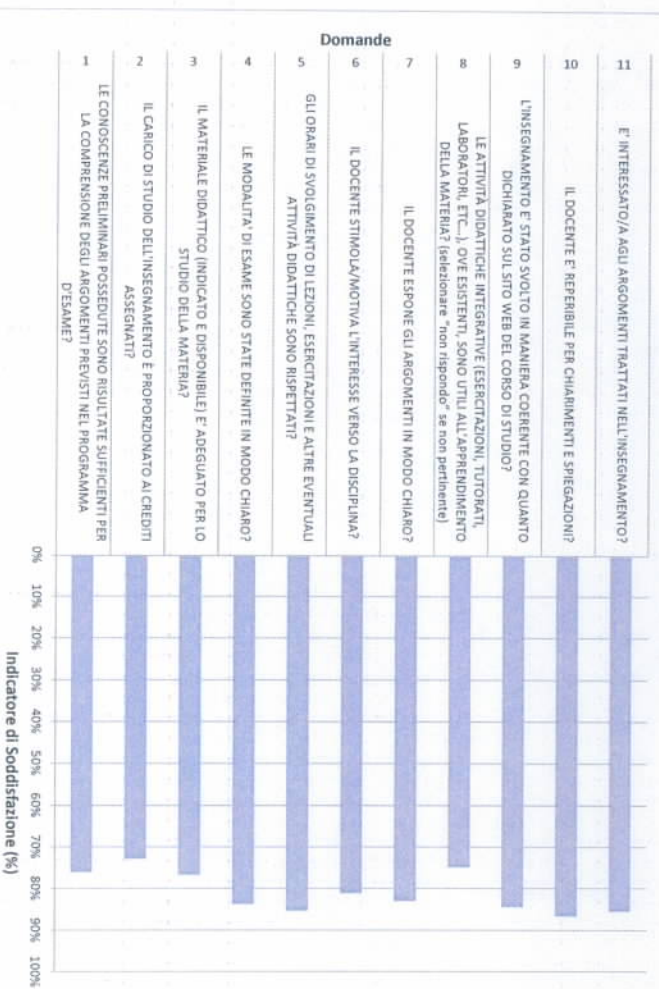 Domande
11
E' INTERESSATO/A AGLI ARGOMENTI TRATTATI NELL'INSEGNAMENTO?
10
IL DOCENTE E' REPERIBILE PER CHIARIMENTI E SPIEGAZIONI?
9
L'INSEGNAMENTO E' STATO SVOLTO IN MANIERA COERENTE CON QUANTO
DICHIARATO SUL SITO WEB DEL CORSO DI STUDIO?
8
LE ATTIVITÀ DIDATTICHE INTEGRATIVE (ESERCITAZIONI, TUTORATI,
LABORATORI, ETC...), OVE ESISTENTI, SONO UTILI ALL'APPRENDIMENTO
DELLA MATERIA? (selezionare "non rispondo" se non pertinente)
7
IL DOCENTE ESPONE GLI ARGOMENTI IN MODO CHIARO?
6
IL DOCENTE STIMOLA/MOTIVA L'INTERESSE VERSO LA DISCIPLINA?
5
GLI ORARI DI SVOLGIMENTO DI LEZIONI, ESERCITAZIONI E ALTRE EVENTUALI
ATTIVITÀ DIDATTICHE SONO RISPETTATI?
4
LE MODALITA' DI ESAME SONO STATE DEFINITE IN MODO CHIARO?
3
IL MATERIALE DIDATTICO (INDICATO E DISPONIBILE) E' ADEGUATO PER LO
STUDIO DELLA MATERIA?
2
IL CARICO DI STUDIO DELL'INSEGNAMENTO È PROPORZIONATO AI CREDITI
ASSEGNATI?
1
LE CONOSCENZE PRELIMINARI POSSEDUTE SONO RISULTATE SUFFICIENTI PER
LA COMPRENSIONE DEGLI ARGOMENTI PREVISTI NEL PROGRAMMA
D'ESAME?
0% 10% 20% 30% 40% 50% 60% 70% 80% 90% 100%
Indicatore di Soddisfazione (%)